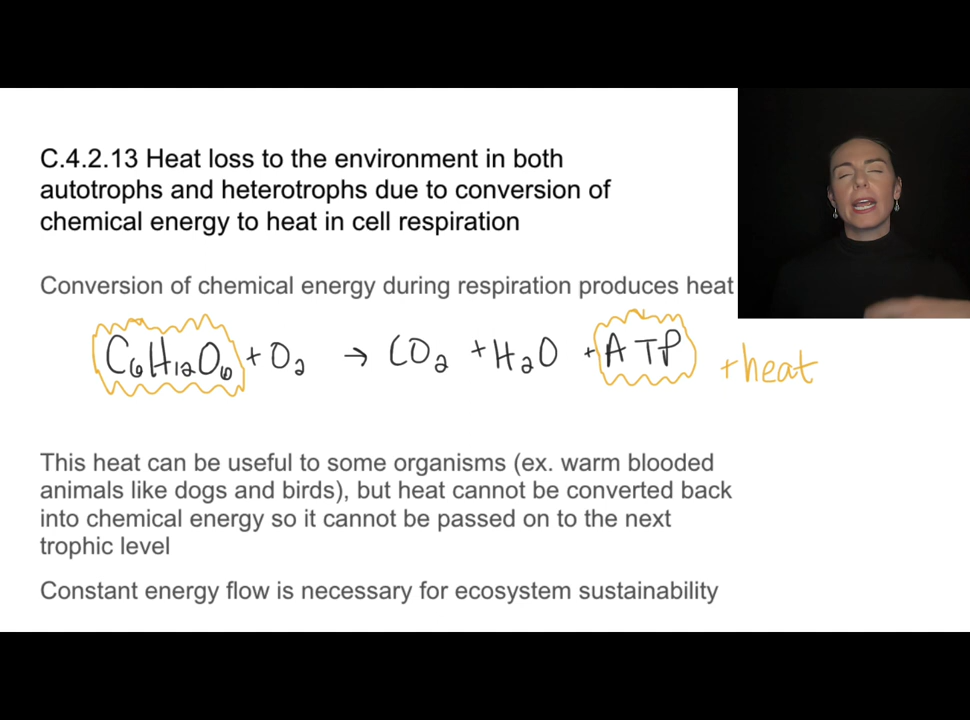 C.4.2.13 Heat loss to the environment in both
autotrophs and heterotrophs due to conversion of
chemical energy to heat in cell respiration
Conversion of chemical energy during respiration produces heat
C₆H₁₂O₆ + O₂ → CO₂ + H₂O + ATP + heat
This heat can be useful to some organisms (ex. warm blooded
animals like dogs and birds), but heat cannot be converted back
into chemical energy so it cannot be passed on to the next
trophic level
Constant energy flow is necessary for ecosystem sustainability